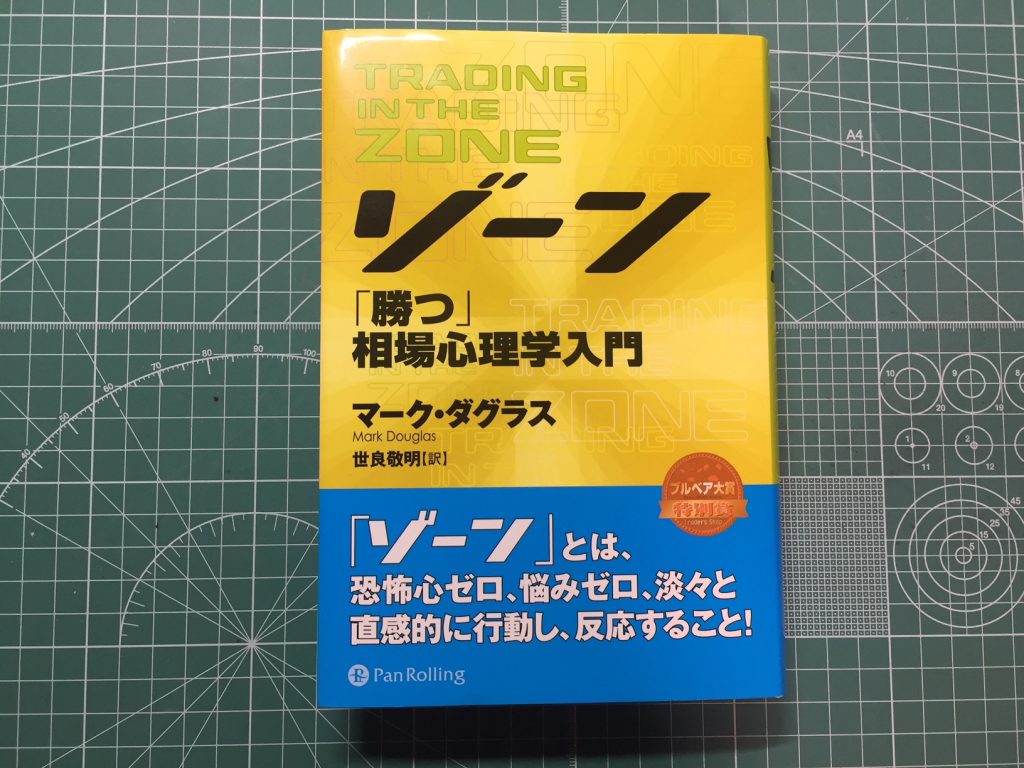 TRADING
IN THE
ZONE
ゾーン
「勝つ」
相場心理学入門
マーク・ダグラス
Mark Douglas
世良敬明[訳]
ブルベア大賞
特別賞
Trader's Shop
「ゾーン」とは、
恐怖心ゼロ、悩みゼロ、淡々と
直感的に行動し、反応すること!
Pan Rolling
A4